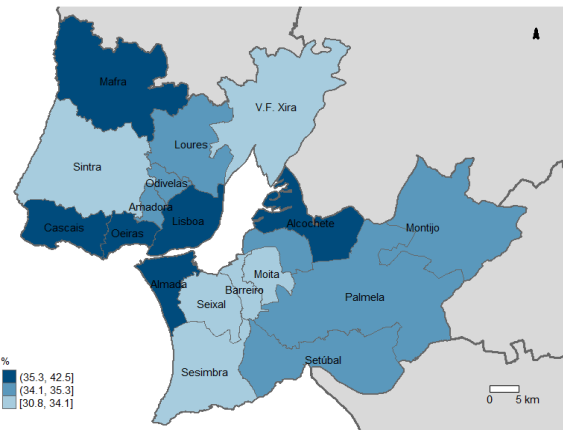 Mafra
V.F. Xira
Loures
Sintra
Odivelas
Amadora
Lisboa
Cascais
Oeiras
Alcochete
Montijo
Moita
Almada
Barreiro
Seixal
Palmela
Setúbal
Sesimbra
%
(35.3, 42.5]
(34.1, 35.3]
[30.8, 34.1]
0 5 km